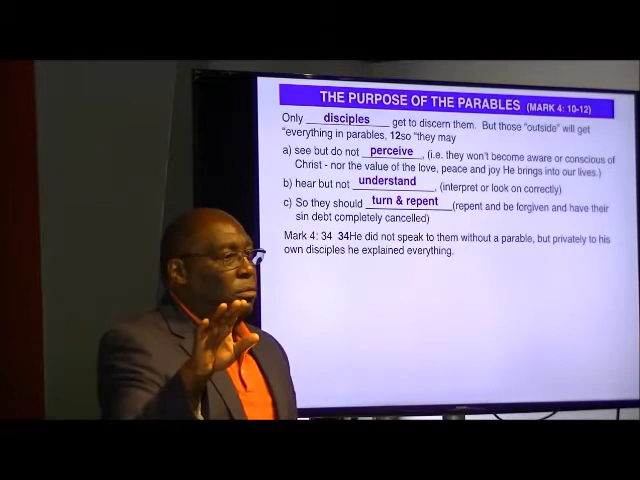 THE PURPOSE OF THE PARABLES (MARK 4: 10-12)
Only disciples get to discern them. But those "outside" will get
"everything in parables, 12so "they may
a) see but do not perceive, (i.e. they won't become aware or conscious of
Christ - nor the value of the love, peace and joy He brings into our lives.)
b) hear but not understand, (interpret or look on correctly)
c) So they should turn & repent (repent and be forgiven and have their
sin debt completely cancelled)
Mark 4: 34 34He did not speak to them without a parable, but privately to his
own disciples he explained everything.